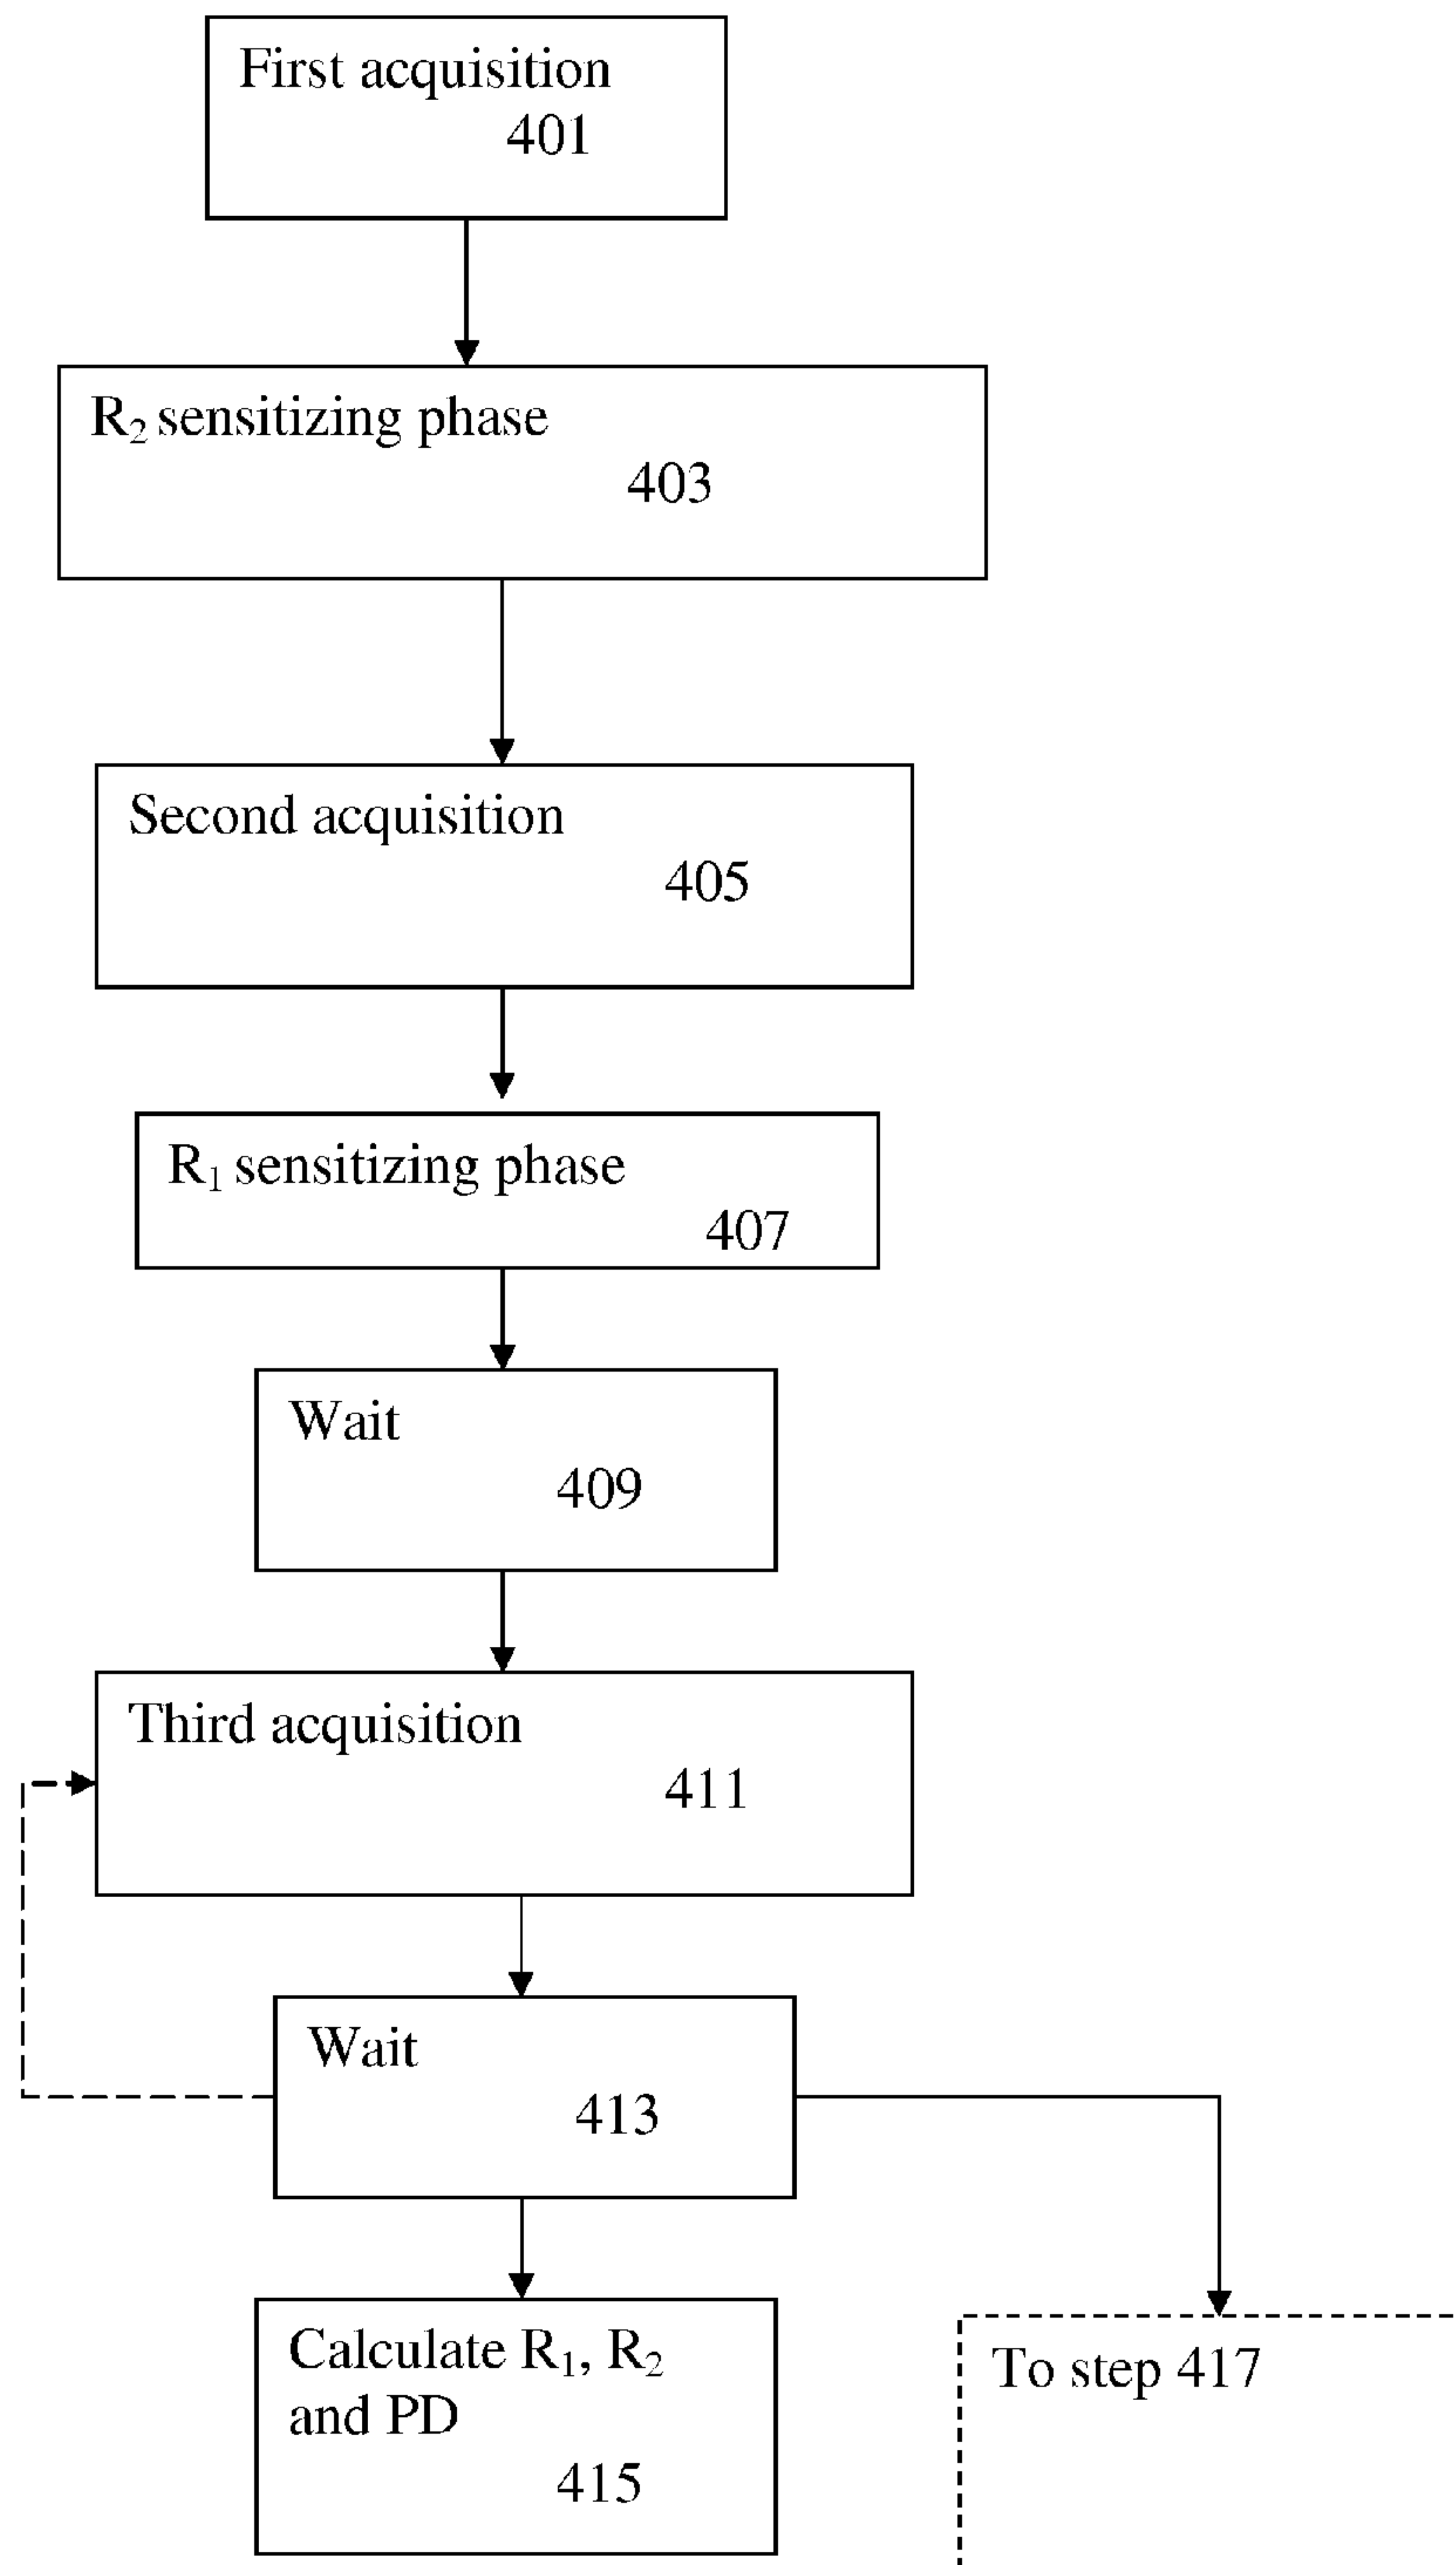 First acquisition
401
R₂ sensitizing phase
403
Second acquisition
405
R₁ sensitizing phase
407
Wait
409
Third acquisition
411
Wait
413
Calculate R₁, R₂
and PD
415
To step 417